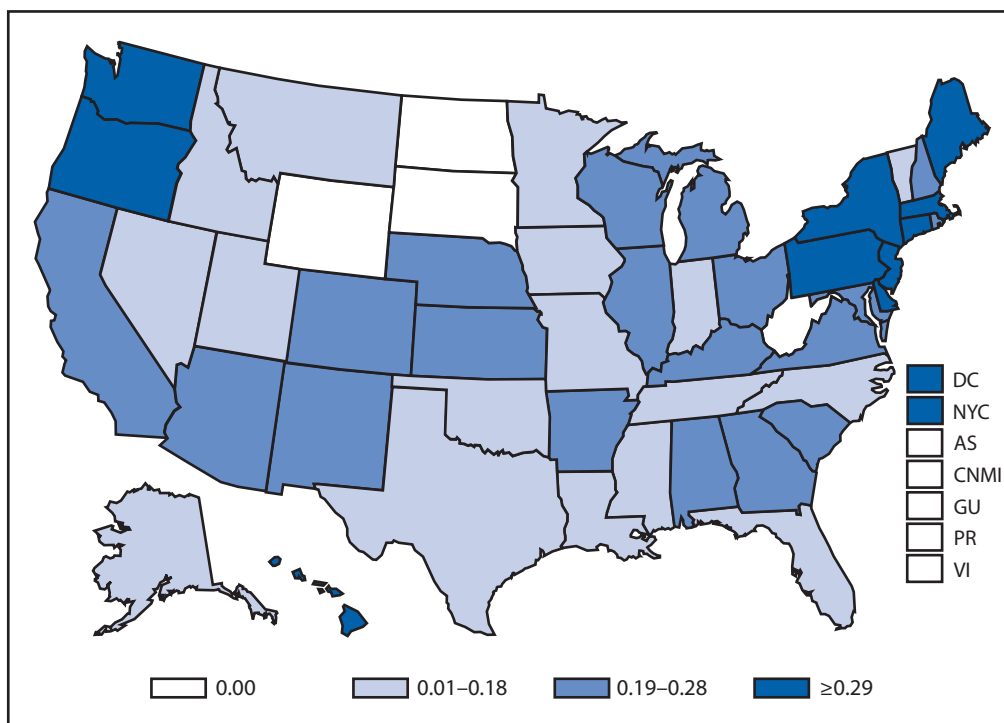 DC
NYC
AS
CNMI
GU
PR
VI
0.00
0.01–0.18
0.19–0.28
≥0.29